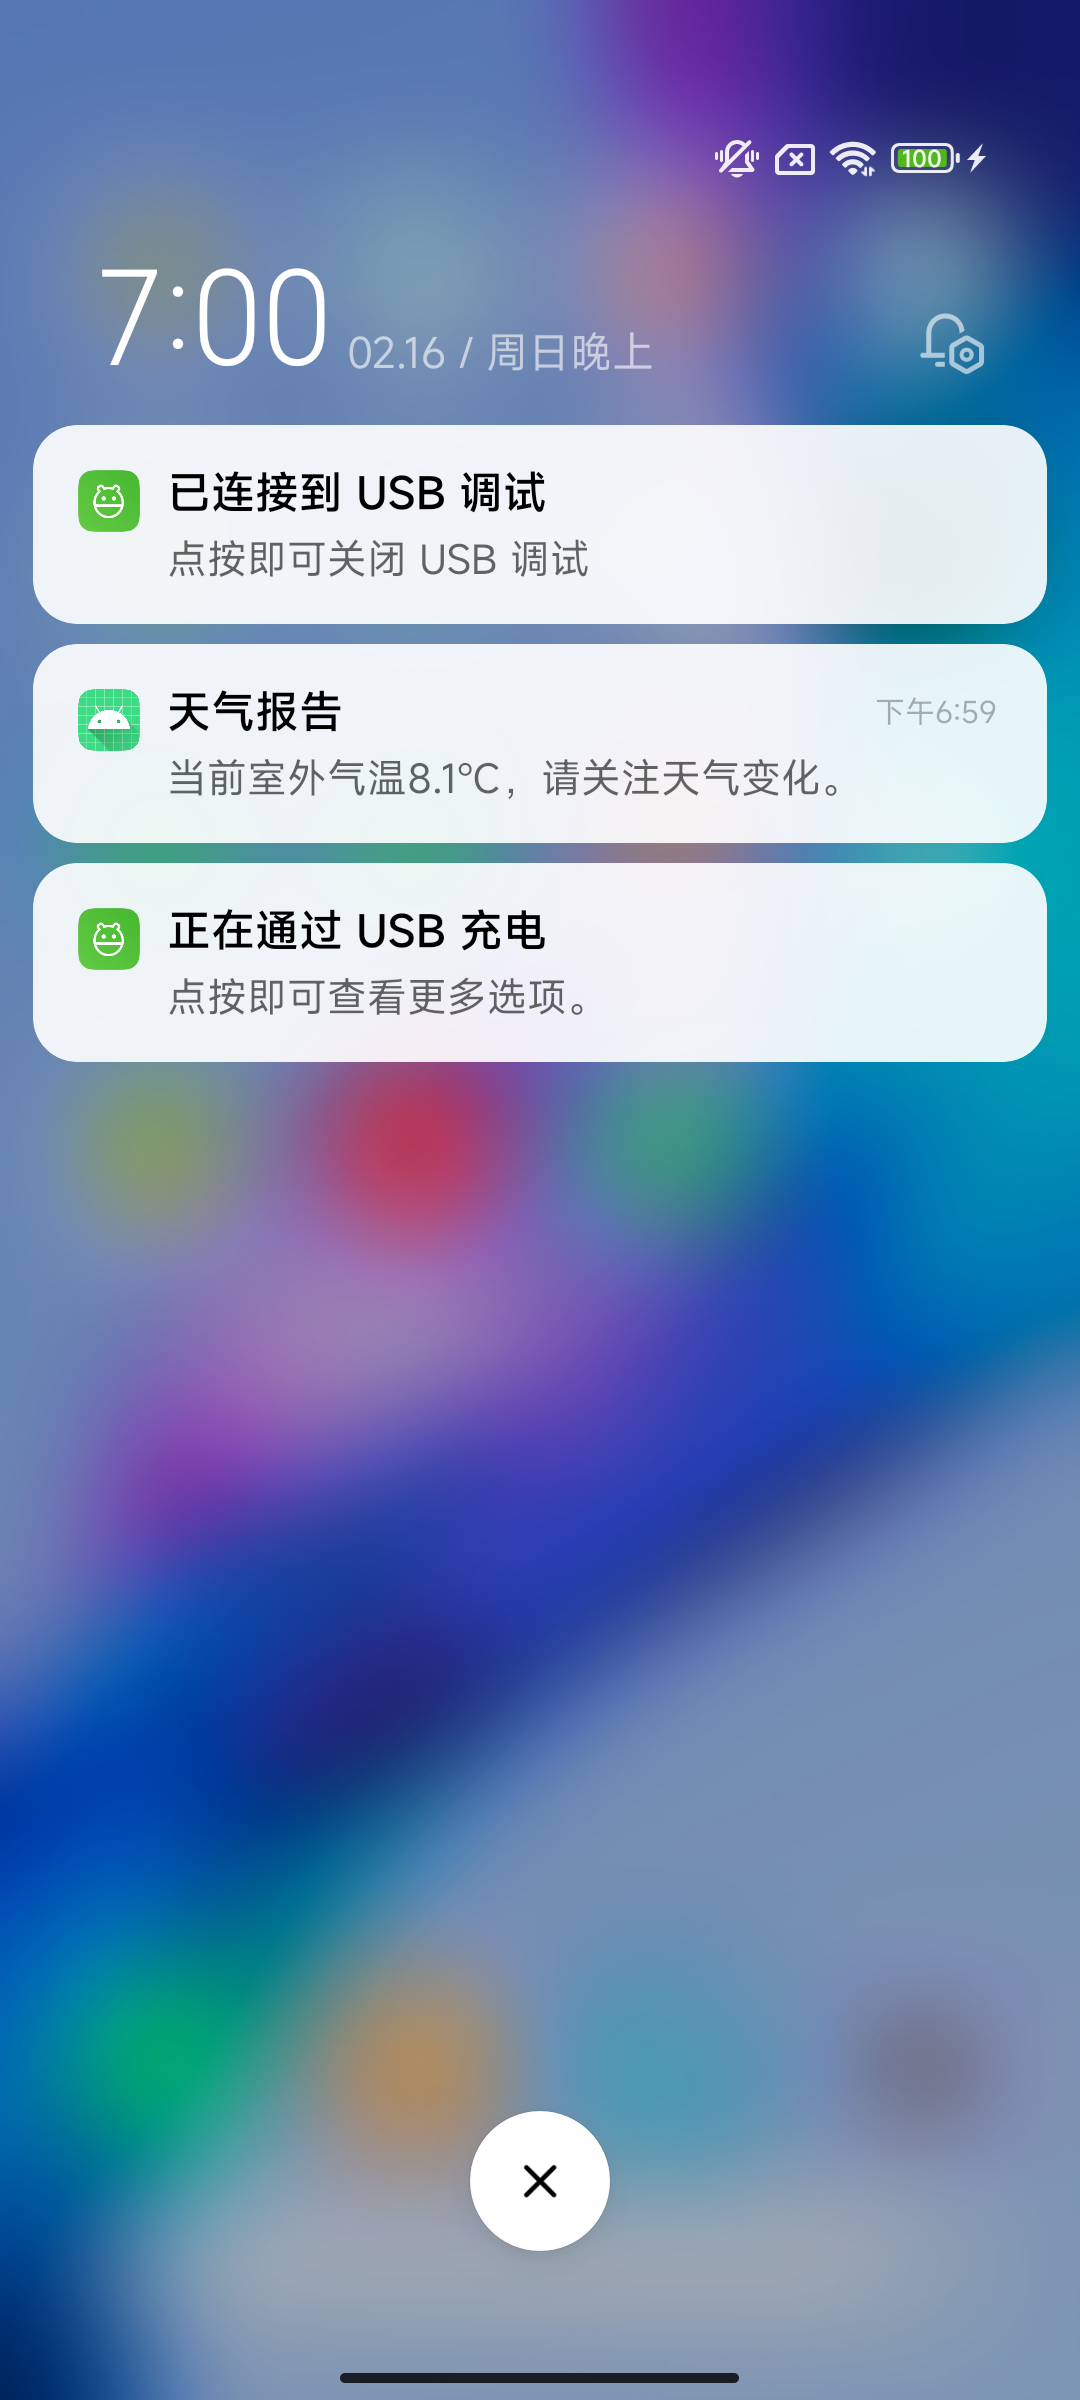 100
7:00 02.16 / 周日晚上
已连接到 USB 调试
点按即可关闭 USB 调试
天气报告 下午6:59
当前室外气温8.1°C，请关注天气变化。
正在通过 USB 充电
点按即可查看更多选项。